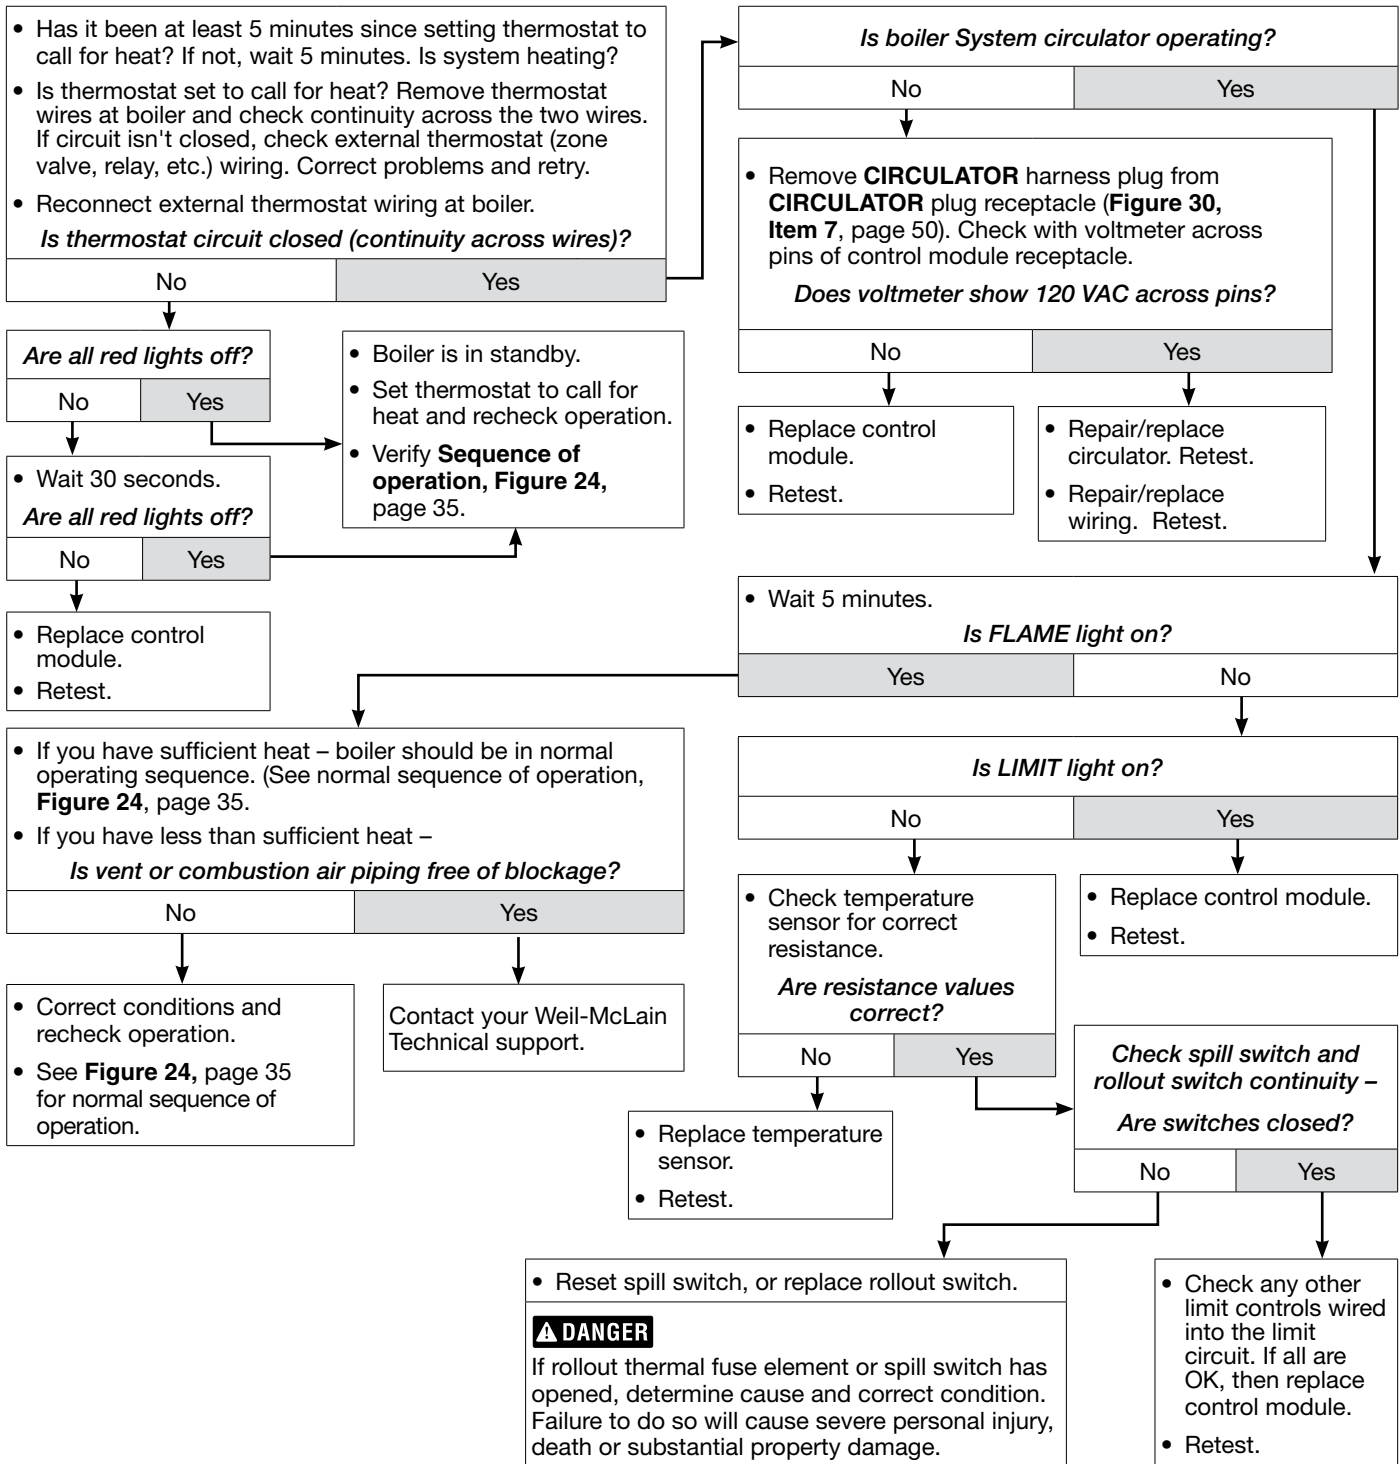 • Has it been at least 5 minutes since setting thermostat to
call for heat? If not, wait 5 minutes. Is system heating?
• Is thermostat set to call for heat? Remove thermostat
wires at boiler and check continuity across the two wires.
If circuit isn't closed, check external thermostat (zone
valve, relay, etc.) wiring. Correct problems and retry.
• Reconnect external thermostat wiring at boiler.
Is thermostat circuit closed (continuity across wires)?
No
Yes
Are all red lights off?
No
Yes
• Wait 30 seconds.
Are all red lights off?
No
Yes
• Replace control
module.
• Retest.
• Boiler is in standby.
• Set thermostat to call for
heat and recheck operation.
• Verify Sequence of
operation, Figure 24,
page 35.
Is boiler System circulator operating?
No
Yes
• Remove CIRCULATOR harness plug from
CIRCULATOR plug receptacle (Figure 30,
Item 7, page 50). Check with voltmeter across
pins of control module receptacle.
Does voltmeter show 120 VAC across pins?
No
Yes
• Replace control
module.
• Retest.
• Repair/replace
circulator. Retest.
• Repair/replace
wiring. Retest.
• Wait 5 minutes.
Is FLAME light on?
Yes
No
• If you have sufficient heat – boiler should be in normal
operating sequence. (See normal sequence of operation,
Figure 24, page 35.
• If you have less than sufficient heat –
Is vent or combustion air piping free of blockage?
No
Yes
• Correct conditions and
recheck operation.
• See Figure 24, page 35
for normal sequence of
operation.
Contact your Weil-McLain
Technical support.
Is LIMIT light on?
No
Yes
• Check temperature
sensor for correct
resistance.
Are resistance values
correct?
No
Yes
• Replace control module.
• Retest.
• Replace temperature
sensor.
• Retest.
Check spill switch and
rollout switch continuity –
Are switches closed?
No
Yes
• Reset spill switch, or replace rollout switch.
DANGER
If rollout thermal fuse element or spill switch has
opened, determine cause and correct condition.
Failure to do so will cause severe personal injury,
death or substantial property damage.
• Check any other
limit controls wired
into the limit
circuit. If all are
OK, then replace
control module.
• Retest.